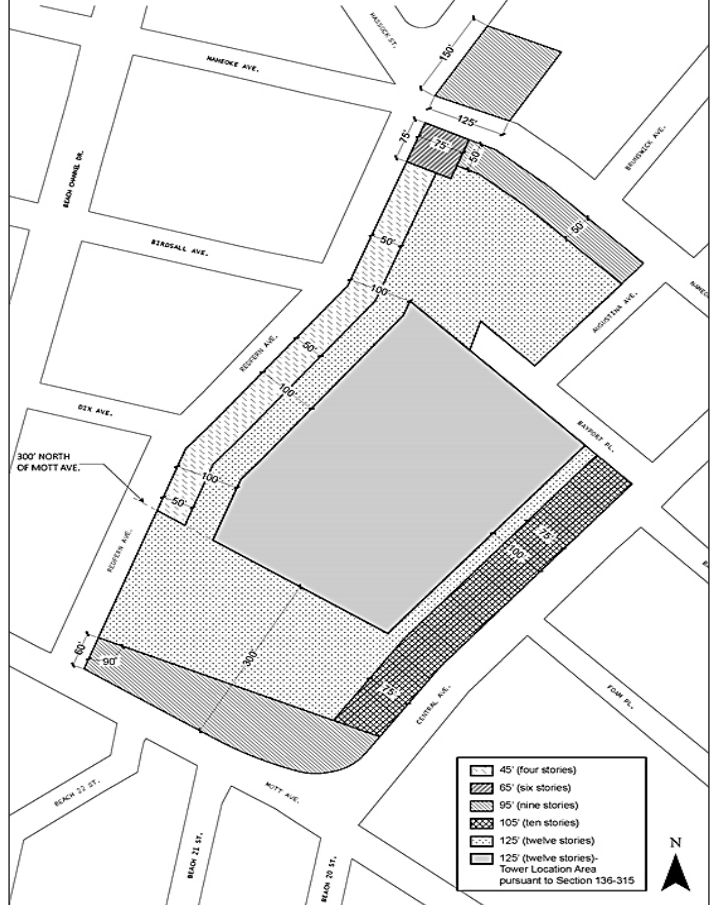 HASSOCK ST.
150'
NAMEOKE AVE.
125'
75'
75'
50'
BRUNSWICK AVE.
BEACH CHANNEL DR.
50'
BIRDSALL AVE.
50'
100'
AUGUSTINA AVE.
REDFERN AVE.
50'
100'
DIX AVE.
BAYPORT PL.
300' NORTH
OF MOTT AVE.
100'
50'
75'
100'
REDFERN AVE.
60'
90'
300'
75'
CENTRAL AVE.
FOAM PL.
MOTT AVE.
BEACH 22 ST.
BEACH 21 ST.
BEACH 20 ST.
45' (four stories)
65' (six stories)
95' (nine stories)
105' (ten stories)
125' (twelve stories)
125' (twelve stories)-
Tower Location Area
pursuant to Section 136-315
N